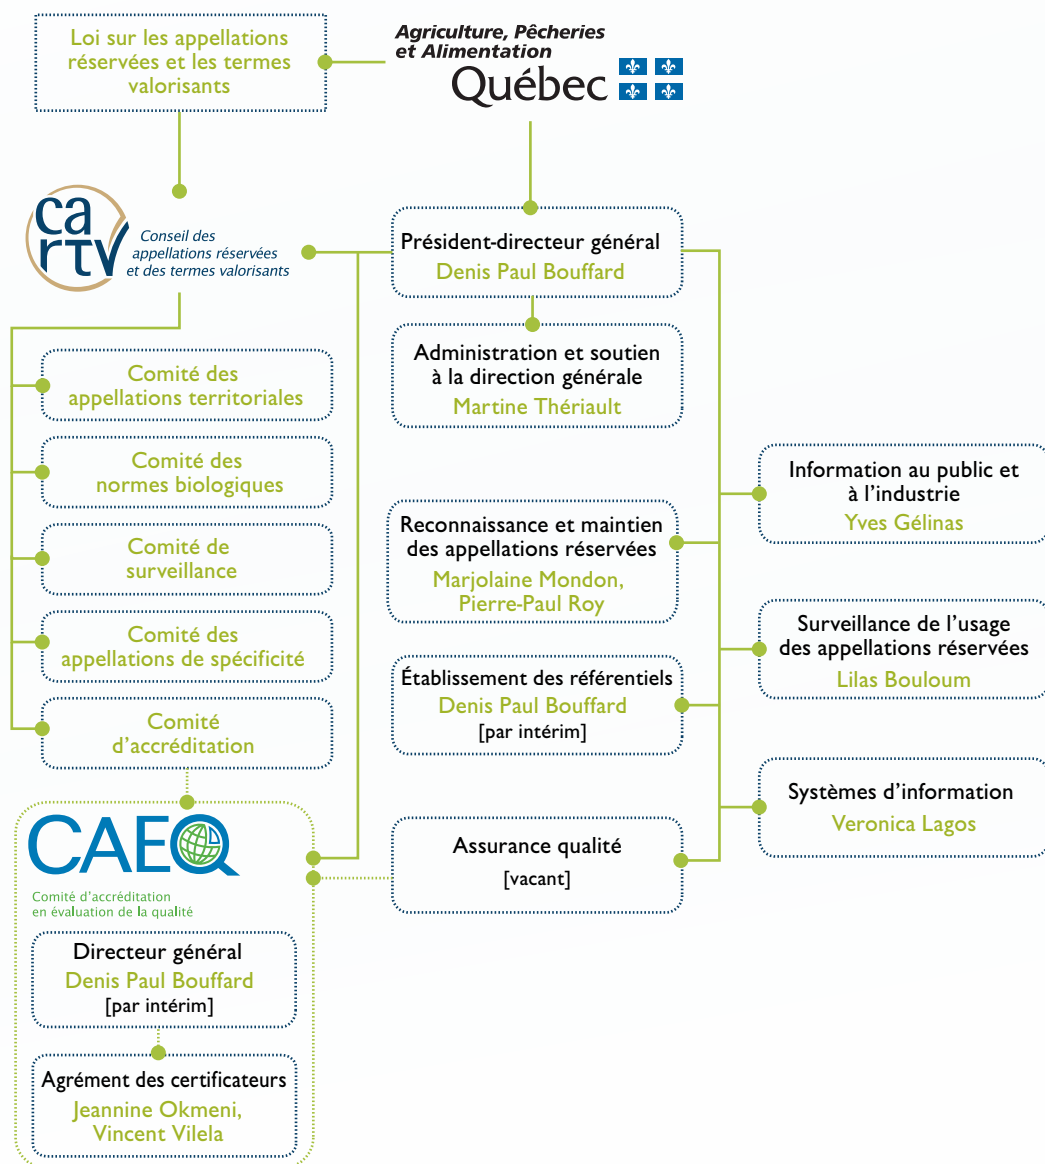 Loi sur les appellations
réservées et les termes
valorisants
Agriculture, Pêcheries
et Alimentation
Québec
cartv
Conseil des
appellations réservées
et des termes valorisants
Président-directeur général
Denis Paul Bouffard
Administration et soutien
à la direction générale
Martine Thériault
Comité des
appellations territoriales
Comité des
normes biologiques
Comité de
surveillance
Comité des
appellations de spécificité
Comité
d'accréditation
Reconnaissance et maintien
des appellations réservées
Marjolaine Mondon,
Pierre-Paul Roy
Établissement des référentiels
Denis Paul Bouffard
[par intérim]
Assurance qualité
[vacant]
Information au public et
à l'industrie
Yves Gélinas
Surveillance de l'usage
des appellations réservées
Lilas Bouloum
Systèmes d'information
Veronica Lagos
CAEQ
Comité d'accréditation
en évaluation de la qualité
Directeur général
Denis Paul Bouffard
[par intérim]
Agrément des certificateurs
Jeannine Okmeni,
Vincent Vilela